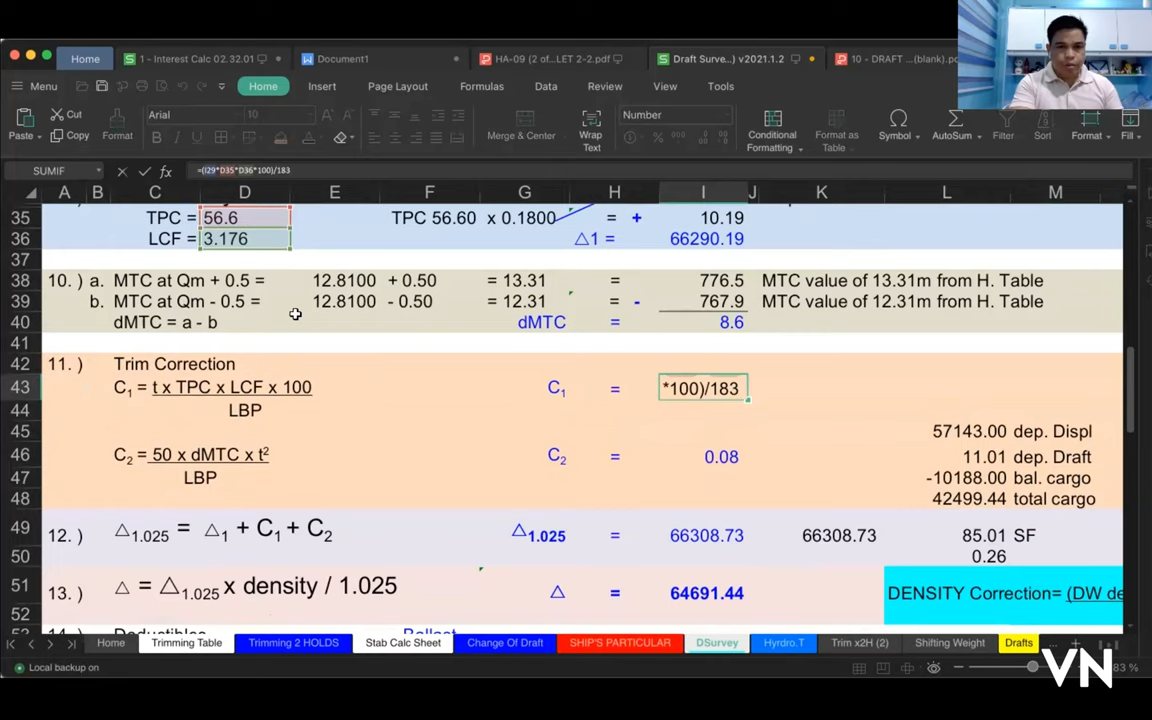 Home 1 - Interest Calc 02.32.01 Document1 HA-09 (2 of...LET 2-2.pdf Draft Surve...) v2021.1.2 10 - DRAFT ...(blank).p
Menu Home Insert Page Layout Formulas Data Review View Tools
Cut Arial 10 Number
Paste Copy Format Merge & Center Wrap Text Conditional Formatting Format as Table Symbol AutoSum Filter Sort Format Fill
SUMIF =(I29*D35*D36*100)/183
A B C D E F G H I J K L M
35 TPC = 56.6 TPC 56.60 x 0.1800 = + 10.19
36 LCF = 3.176 △1 = 66290.19
37
38 10.) a. MTC at Qm + 0.5 = 12.8100 + 0.50 = 13.31 = 776.5 MTC value of 13.31m from H. Table
39 b. MTC at Qm - 0.5 = 12.8100 - 0.50 = 12.31 = - 767.9 MTC value of 12.31m from H. Table
40 dMTC = a - b dMTC = 8.6
41
42 11.) Trim Correction
43 C1 = t x TPC x LCF x 100 C1 = *100)/183
44 LBP
45 57143.00 dep. Displ
46 C2 = 50 x dMTC x t² C2 = 0.08 11.01 dep. Draft
47 LBP -10188.00 bal. cargo
48 42499.44 total cargo
49 12.) △1.025 = △1 + C1 + C2 △1.025 = 66308.73 66308.73 85.01 SF
50 0.26
51 13.) △ = △1.025 x density / 1.025 △ = 64691.44 DENSITY Correction= (DW de
52
Home Trimming Table Trimming 2 HOLDS Stab Calc Sheet Change Of Draft SHIP'S PARTICULAR DSurvey Hyrdro.T Trim x2H (2) Shifting Weight Drafts ...
Local backup on 83 %
VN